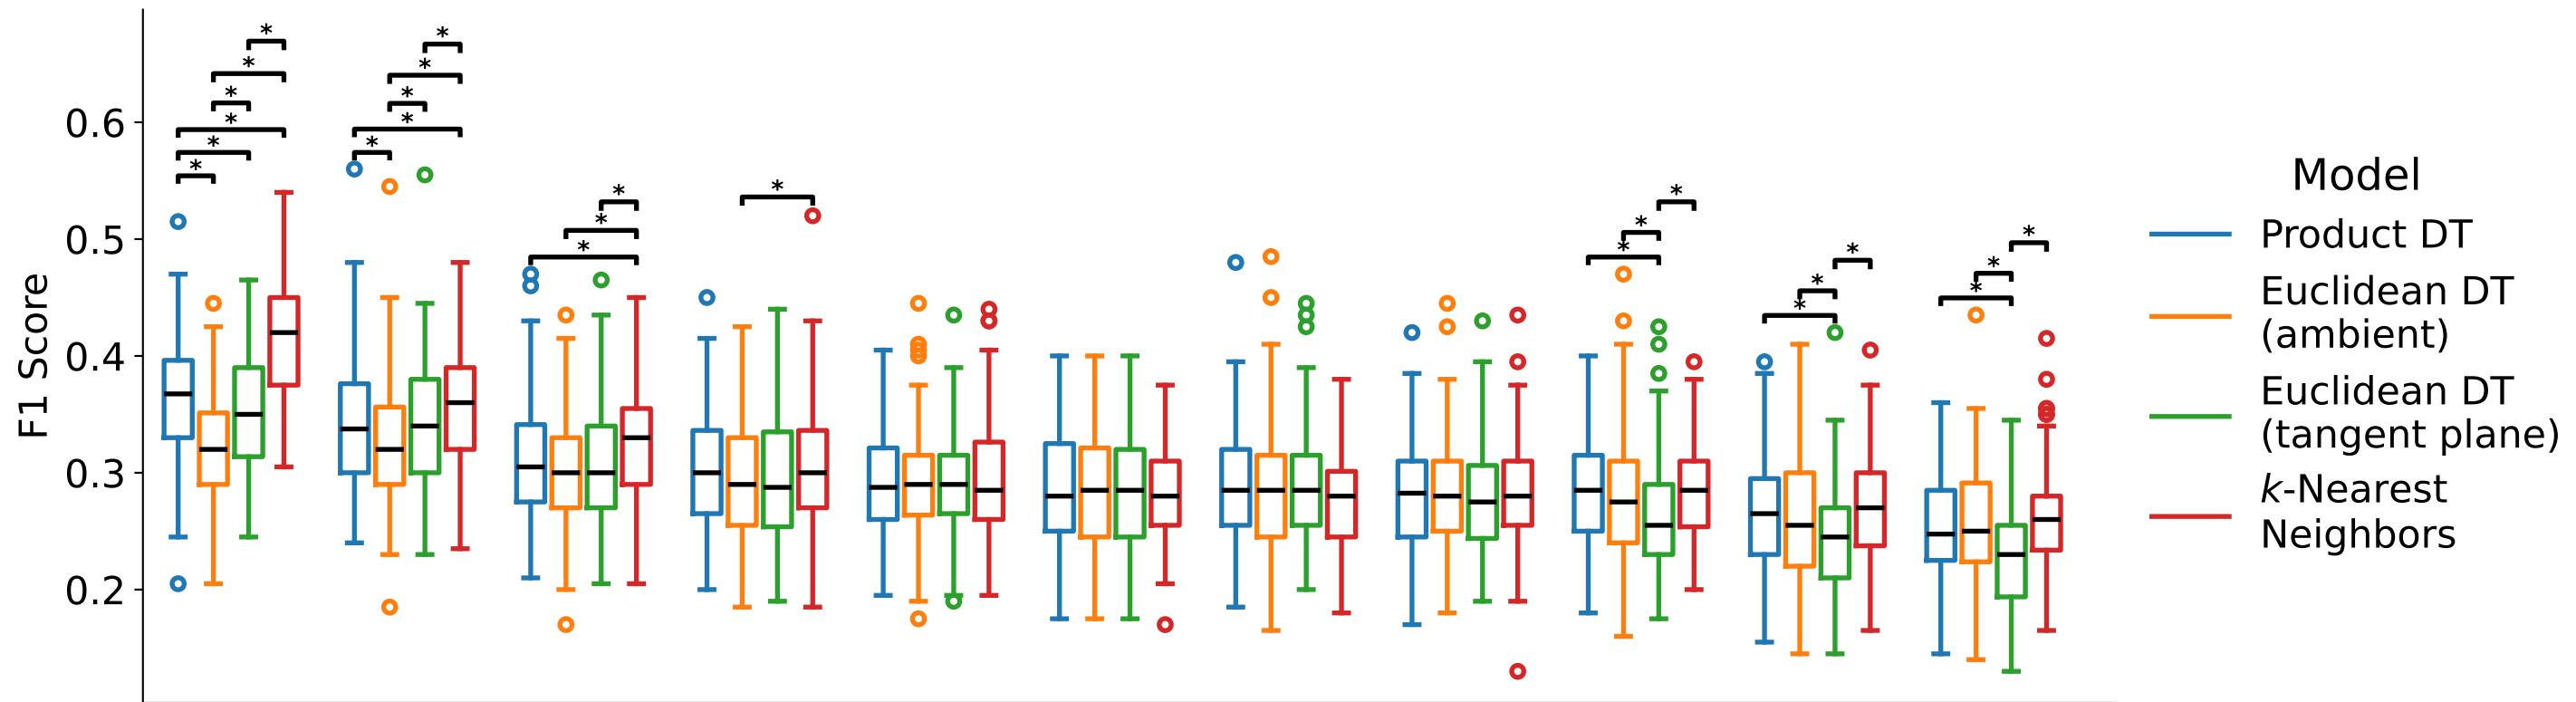 F1 Score
0.6
0.5
0.4
0.3
0.2
* * * * * *
* * * * *
* * *
*
* * *
* * *
* * *
Model
Product DT
Euclidean DT
(ambient)
Euclidean DT
(tangent plane)
k-Nearest
Neighbors